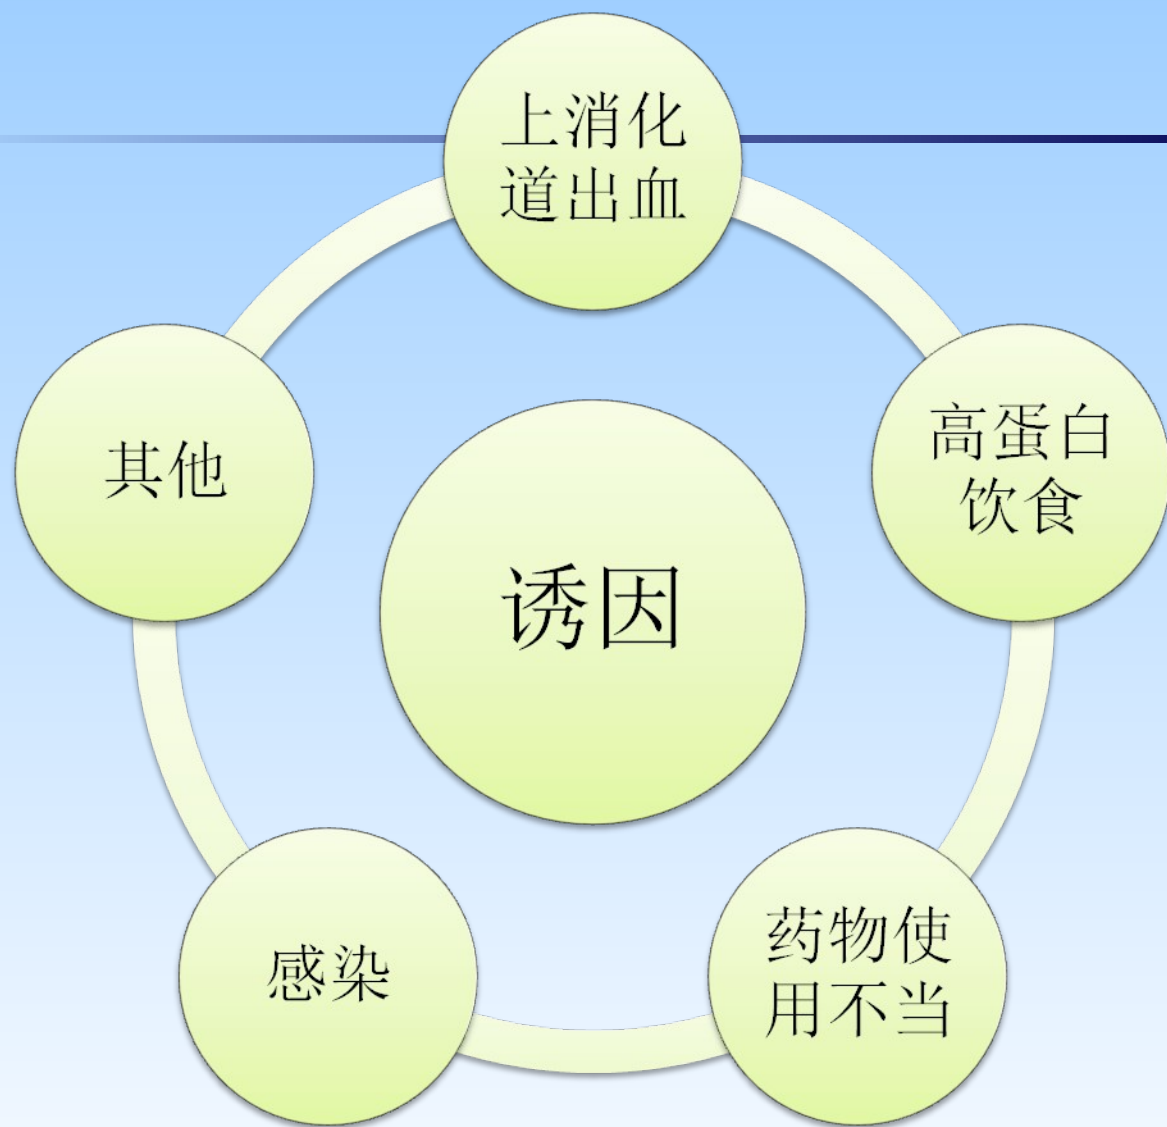 上消化
道出血
高蛋白
饮食
其他
诱因
药物使
用不当
感染